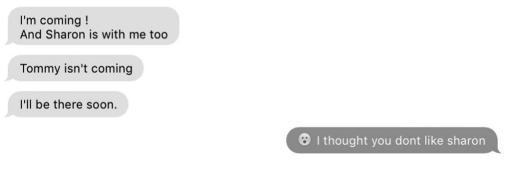 I'm coming !
And Sharon is with me too
Tommy isn't coming
I'll be there soon.
😮 I thought you dont like sharon